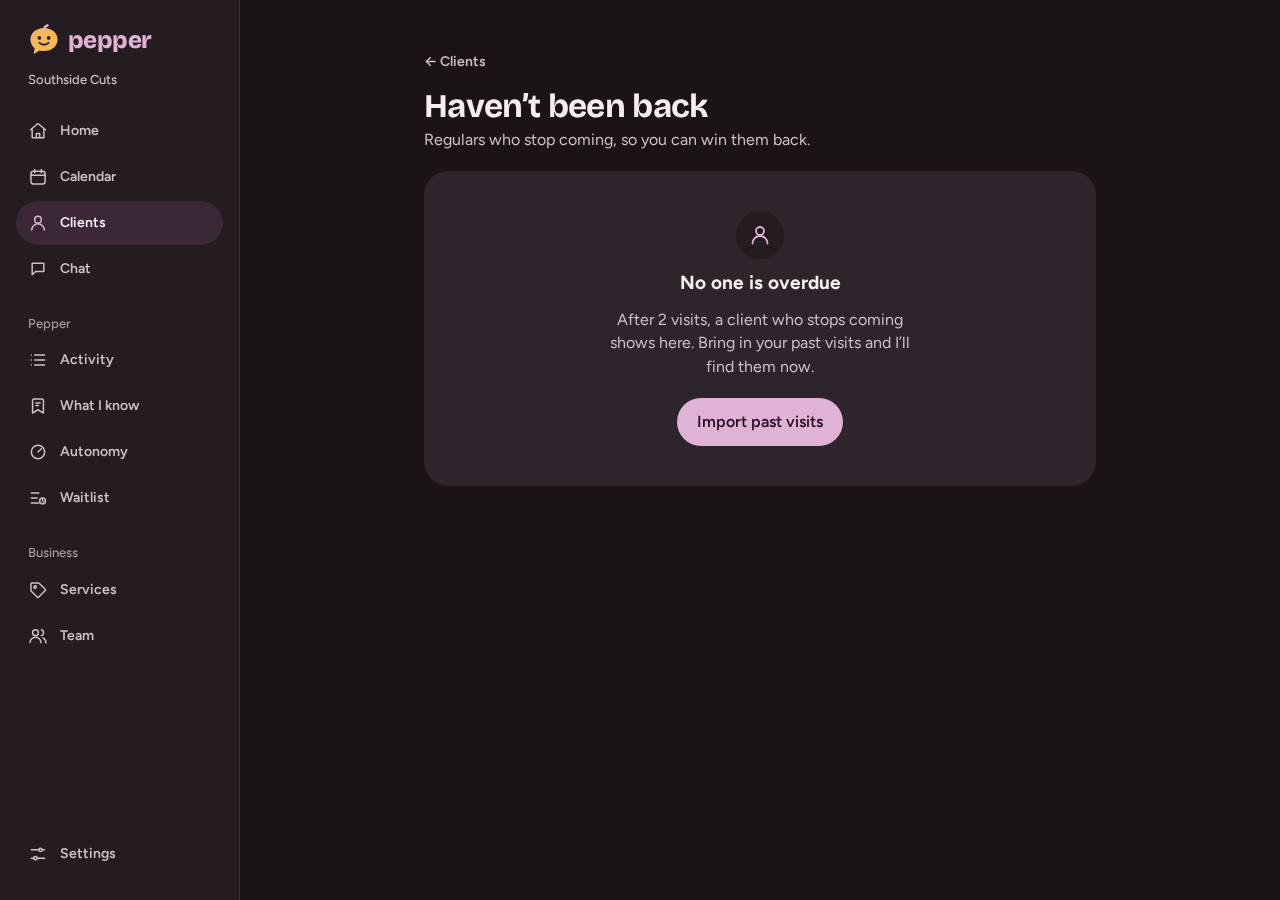 pepper
Southside Cuts
Home
Calendar
Clients
Chat
Pepper
Activity
What I know
Autonomy
Waitlist
Business
Services
Team
Settings
← Clients
Haven’t been back
Regulars who stop coming, so you can win them back.
No one is overdue
After 2 visits, a client who stops coming
shows here. Bring in your past visits and I’ll
find them now.
Import past visits